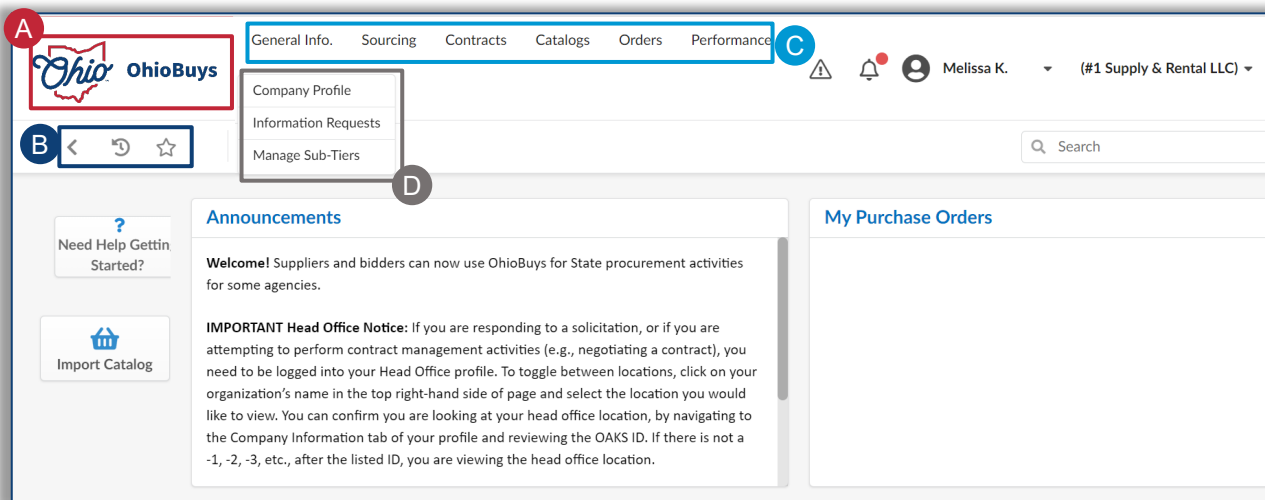 A
General Info. Sourcing Contracts Catalogs Orders Performance
C
Ohio OhioBuys
Melissa K. (#1 Supply & Rental LLC)
Company Profile
Information Requests
Manage Sub-Tiers
B
Search
D
? 
Need Help Gettin
Started?
Import Catalog
Announcements
Welcome! Suppliers and bidders can now use OhioBuys for State procurement activities
for some agencies.
IMPORTANT Head Office Notice: If you are responding to a solicitation, or if you are
attempting to perform contract management activities (e.g., negotiating a contract), you
need to be logged into your Head Office profile. To toggle between locations, click on your
organization's name in the top right-hand side of page and select the location you would
like to view. You can confirm you are looking at your head office location, by navigating to
the Company Information tab of your profile and reviewing the OAKS ID. If there is not a
-1, -2, -3, etc., after the listed ID, you are viewing the head office location.
My Purchase Orders